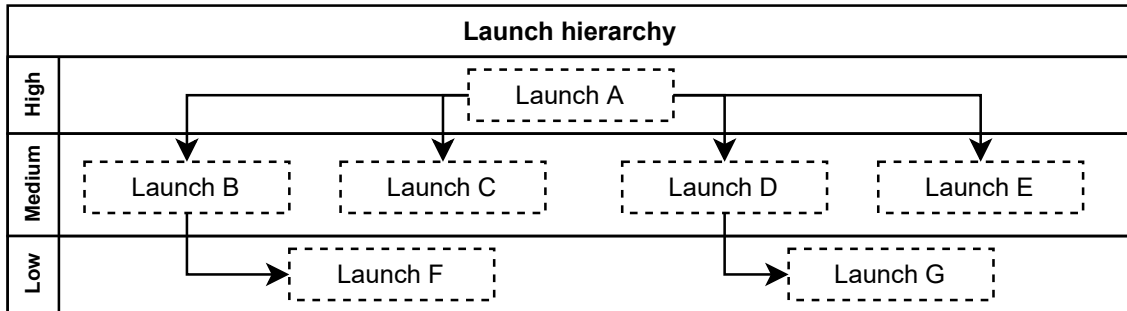 Launch hierarchy
High
Launch A
Medium
Launch B
Launch C
Launch D
Launch E
Low
Launch F
Launch G